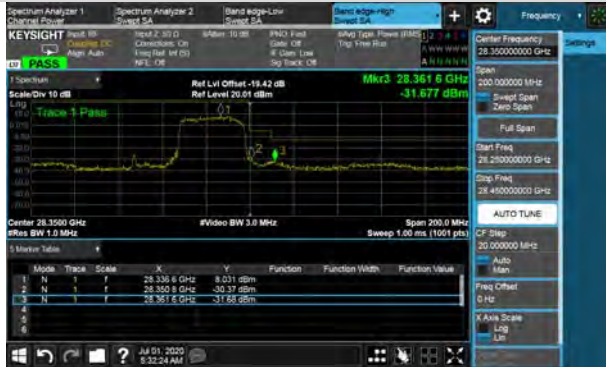 Spectrum Analyzer 1
Channel Power
Spectrum Analyzer 2
Swept SA
Band edge-Low
Swept SA
Band edge-High
Swept SA
Frequency
KEYSIGHT Input: RF
Coupling: DC
Align: Auto
Input Z: 50 Ω
Corrections: On
Freq Ref: Int (S)
NFE: Off
#Atten: 10 dB
PNO: Fast
Gate: Off
IF Gain: Low
Sig Track: Off
#Avg Type: Power (RMS)
Trig: Free Run
PASS
1 Spectrum
Scale/Div 10 dB
Ref Lvl Offset -19.42 dB
Ref Level 20.01 dBm
Mkr3 28.361 6 GHz
-31.677 dBm
Log
Trace 1 Pass
1
2
3
Center 28.3500 GHz
#Res BW 1.0 MHz
#Video BW 3.0 MHz
Span 200.0 MHz
Sweep 1.00 ms (1001 pts)
5 Marker Table
Mode Trace Scale X Y Function Function Width Function Value
1 N 1 f 28.336 6 GHz 8.031 dBm
2 N 1 f 28.350 8 GHz -30.37 dBm
3 N 1 f 28.361 6 GHz -31.68 dBm
4
5
6
Jul 01, 2020
5:32:24 AM
Center Frequency
28.350000000 GHz
Settings
Span
200.000000 MHz
Swept Span
Zero Span
Full Span
Start Freq
28.250000000 GHz
Stop Freq
28.450000000 GHz
AUTO TUNE
CF Step
20.000000 MHz
Auto
Man
Freq Offset
0 Hz
X Axis Scale
Log
Lin